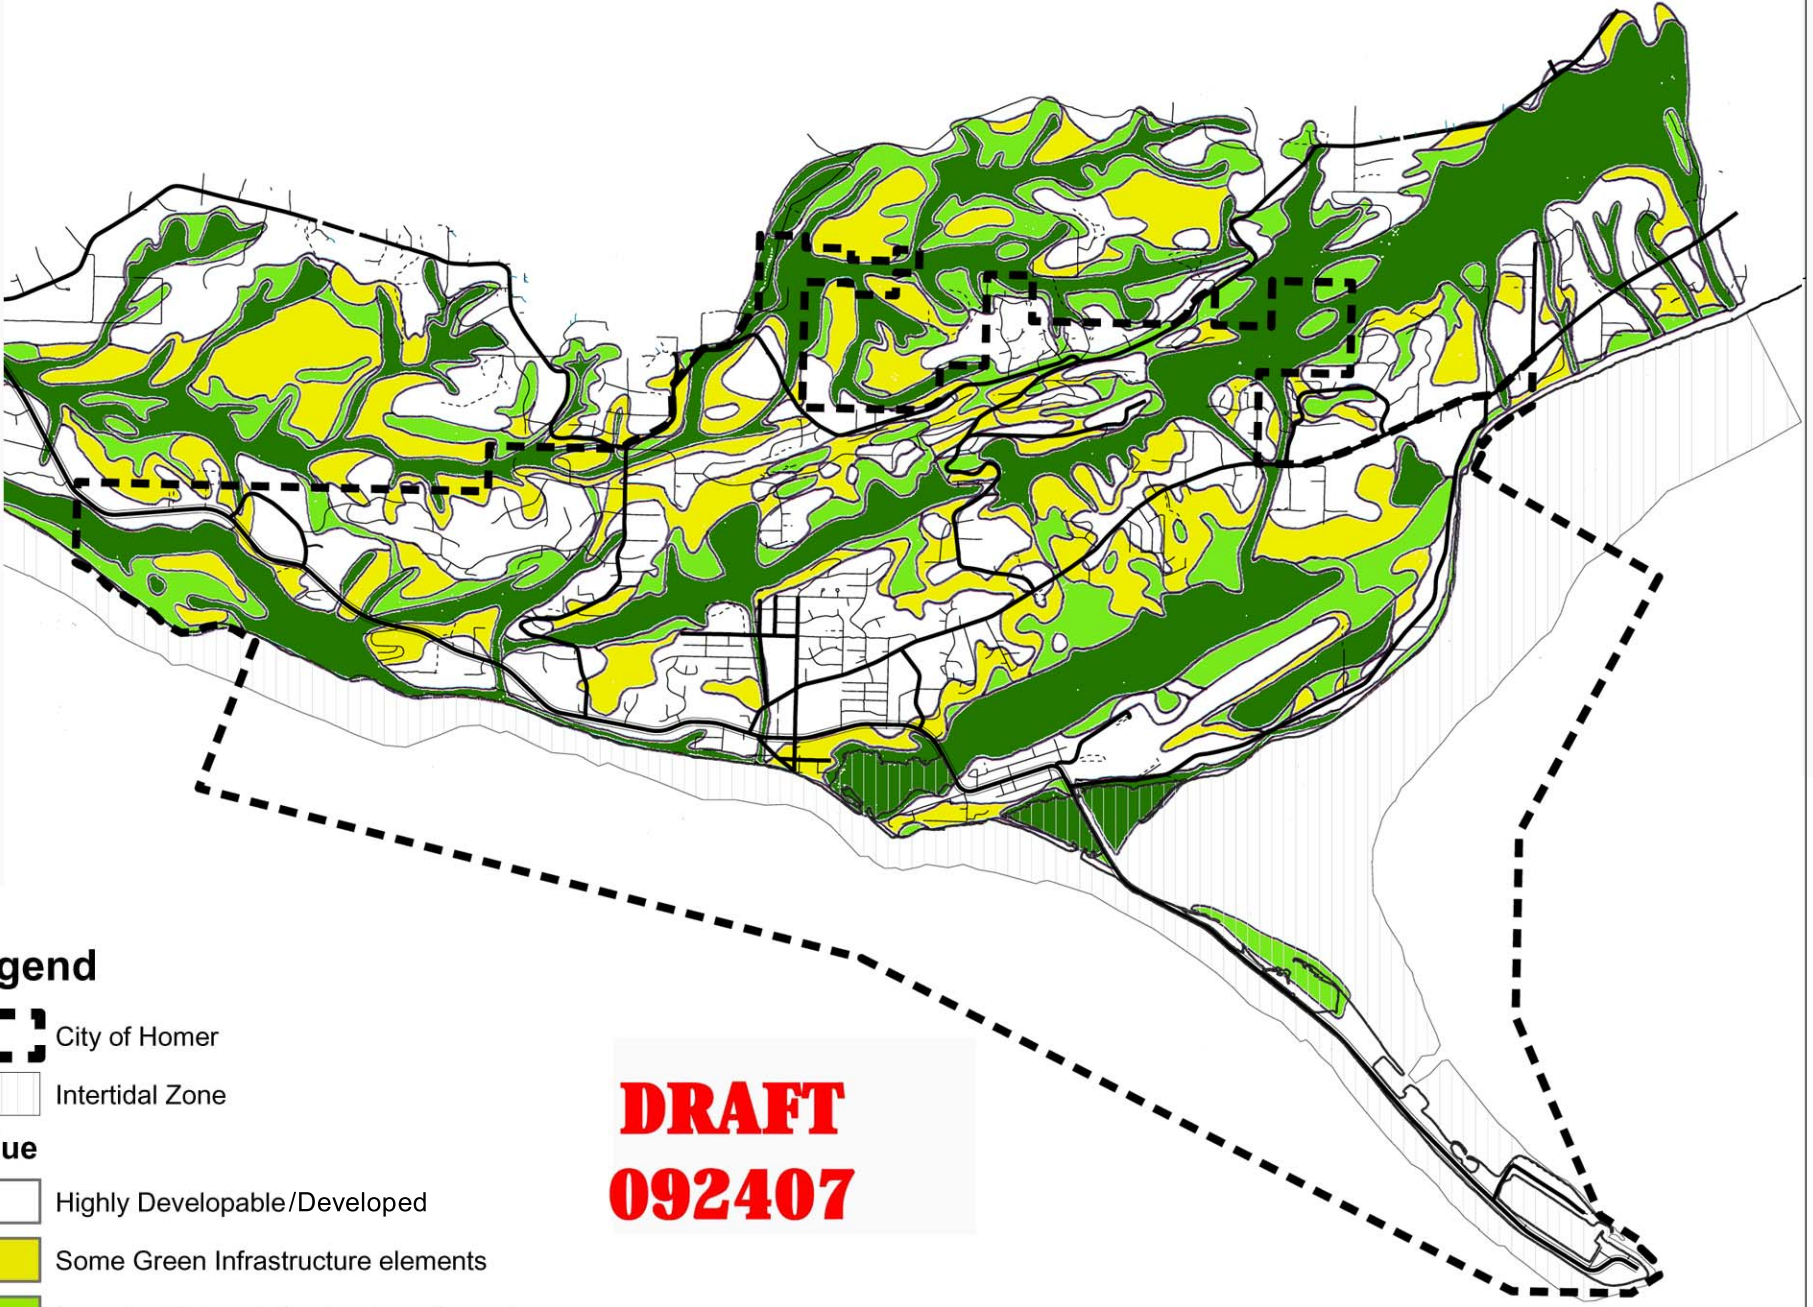 gend
City of Homer
Intertidal Zone
ue
Highly Developable/Developed
Some Green Infrastructure elements
DRAFT
092407